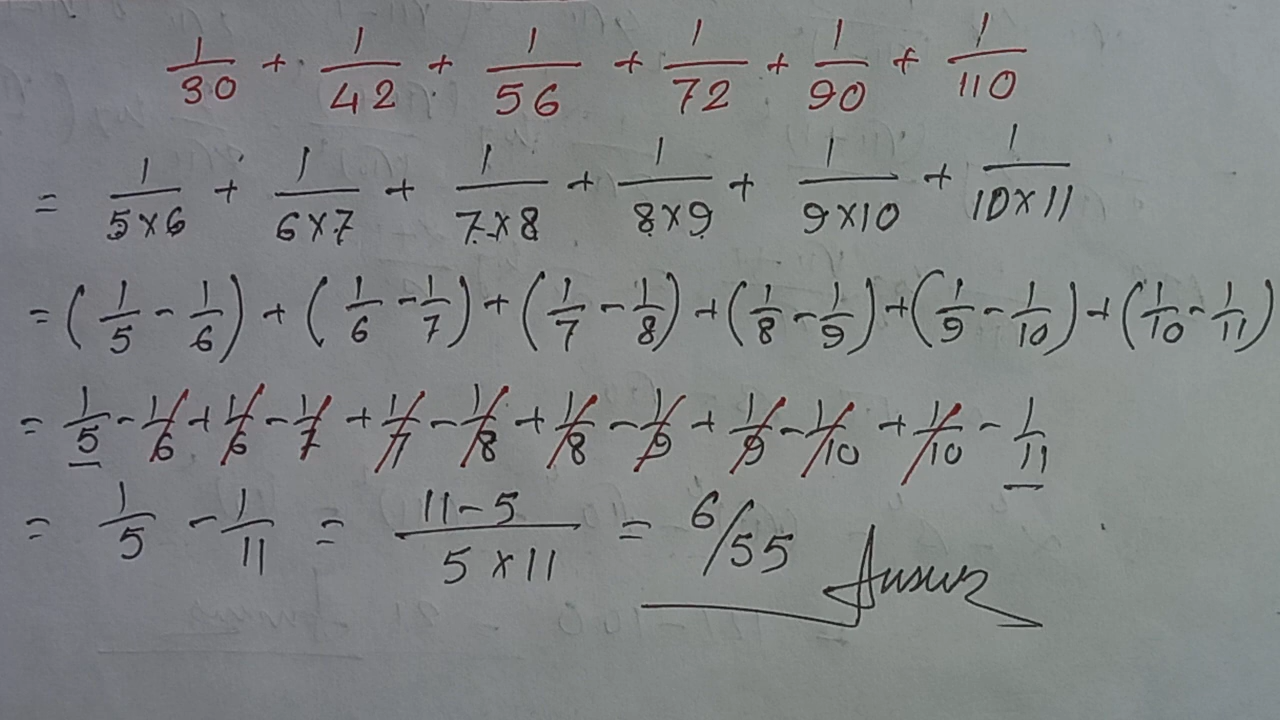 1/30 + 1/42 + 1/56 + 1/72 + 1/90 + 1/110
= 1/5×6 + 1/6×7 + 1/7×8 + 1/8×9 + 1/9×10 + 1/10×11
= (1/5 - 1/6) + (1/6 - 1/7) + (1/7 - 1/8) + (1/8 - 1/9) + (1/9 - 1/10) + (1/10 - 1/11)
= 1/5 - 1/6 + 1/6 - 1/7 + 1/7 - 1/8 + 1/8 - 1/9 + 1/9 - 1/10 + 1/10 - 1/11
= 1/5 - 1/11 = 11-5/5×11 = 6/55 Answer